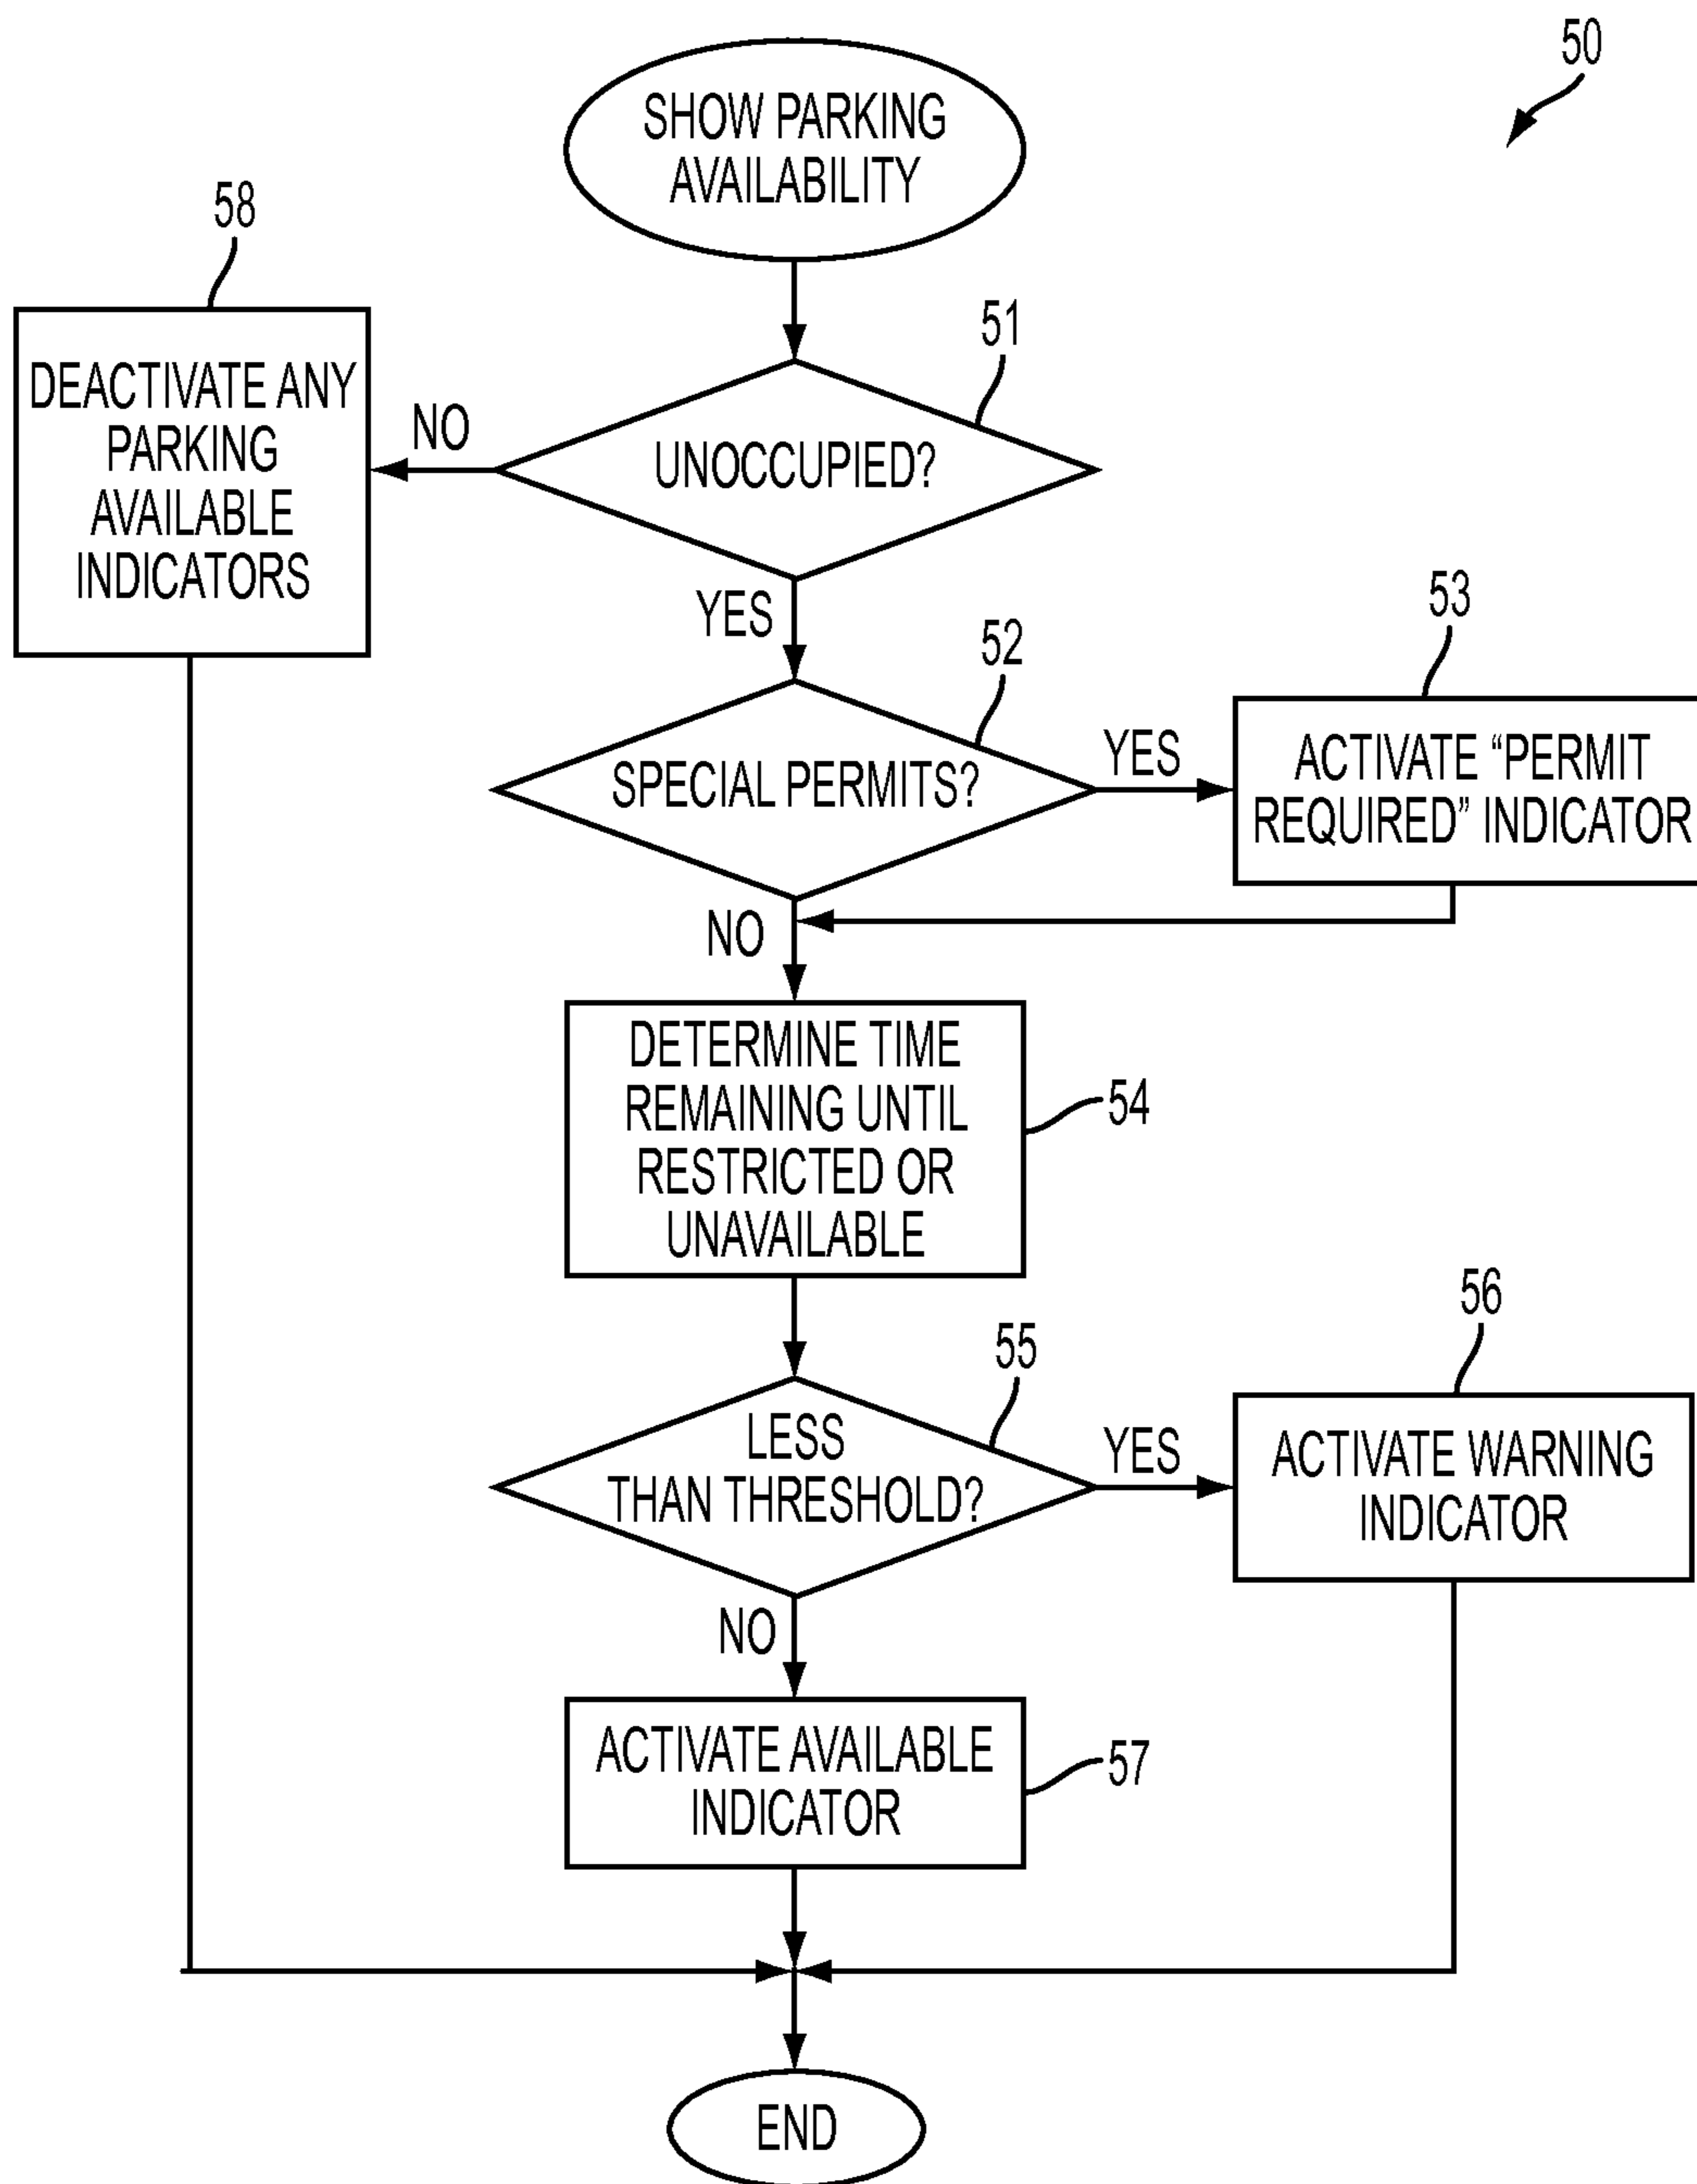 50
SHOW PARKING
AVAILABILITY
58
51
DEACTIVATE ANY
PARKING
AVAILABLE
INDICATORS
NO
UNOCCUPIED?
YES
52
53
SPECIAL PERMITS?
YES
ACTIVATE “PERMIT
REQUIRED” INDICATOR
NO
DETERMINE TIME
REMAINING UNTIL
RESTRICTED OR
UNAVAILABLE
54
55
56
LESS
THAN THRESHOLD?
YES
ACTIVATE WARNING
INDICATOR
NO
ACTIVATE AVAILABLE
INDICATOR
57
END